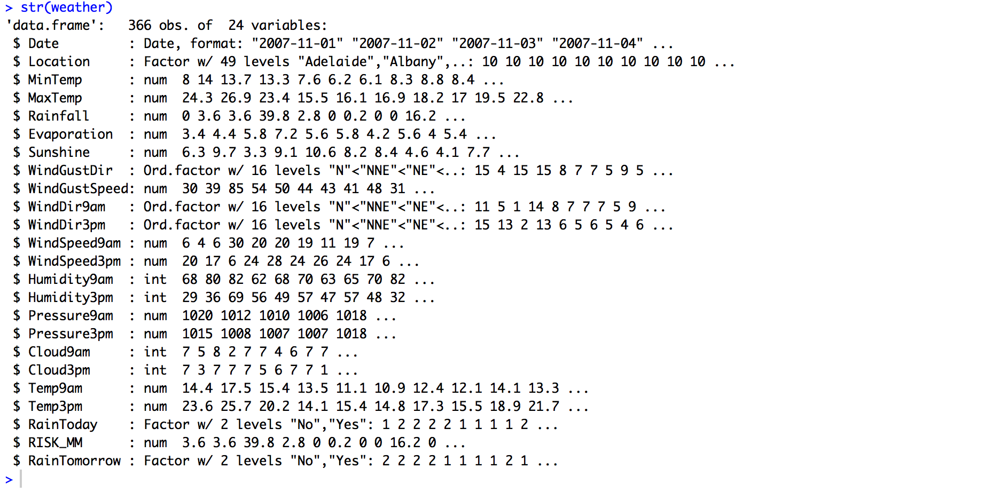 > str(weather)
'data.frame':   366 obs. of  24 variables:
 $ Date         : Date, format: "2007-11-01" "2007-11-02" "2007-11-03" "2007-11-04" ...
 $ Location     : Factor w/ 49 levels "Adelaide","Albany",..: 10 10 10 10 10 10 10 10 10 10 ...
 $ MinTemp      : num  8 14 13.7 13.3 7.6 6.2 6.1 8.3 8.8 8.4 ...
 $ MaxTemp      : num  24.3 26.9 23.4 15.5 16.1 16.9 18.2 17 19.5 22.8 ...
 $ Rainfall     : num  0 3.6 3.6 39.8 2.8 0 0.2 0 0 16.2 ...
 $ Evaporation  : num  3.4 4.4 5.8 7.2 5.6 5.8 4.2 5.6 4 5.4 ...
 $ Sunshine     : num  6.3 9.7 3.3 9.1 10.6 8.2 8.4 4.6 4.1 7.7 ...
 $ WindGustDir  : Ord.factor w/ 16 levels "N"<"NNE"<"NE"<..: 15 4 15 15 8 7 7 5 9 5 ...
 $ WindGustSpeed: num  30 39 85 54 50 44 43 41 48 31 ...
 $ WindDir9am   : Ord.factor w/ 16 levels "N"<"NNE"<"NE"<..: 11 5 1 14 8 7 7 7 5 9 ...
 $ WindDir3pm   : Ord.factor w/ 16 levels "N"<"NNE"<"NE"<..: 15 13 2 13 6 5 6 5 4 6 ...
 $ WindSpeed9am : num  6 4 6 30 20 20 19 11 19 7 ...
 $ WindSpeed3pm : num  20 17 6 24 28 24 26 24 17 6 ...
 $ Humidity9am  : int  68 80 82 62 68 70 63 65 70 82 ...
 $ Humidity3pm  : int  29 36 69 56 49 57 47 57 48 32 ...
 $ Pressure9am  : num  1020 1012 1010 1006 1018 ...
 $ Pressure3pm  : num  1015 1008 1007 1007 1018 ...
 $ Cloud9am     : int  7 5 8 2 7 7 4 6 7 7 ...
 $ Cloud3pm     : int  7 3 7 7 7 5 6 7 7 1 ...
 $ Temp9am      : num  14.4 17.5 15.4 13.5 11.1 10.9 12.4 12.1 14.1 13.3 ...
 $ Temp3pm      : num  23.6 25.7 20.2 14.1 15.4 14.8 17.3 15.5 18.9 21.7 ...
 $ RainToday    : Factor w/ 2 levels "No","Yes": 1 2 2 2 2 1 1 1 1 2 ...
 $ RISK_MM      : num  3.6 3.6 39.8 2.8 0 0.2 0 0 16.2 0 ...
 $ RainTomorrow : Factor w/ 2 levels "No","Yes": 2 2 2 2 1 1 1 1 2 1 ...
>